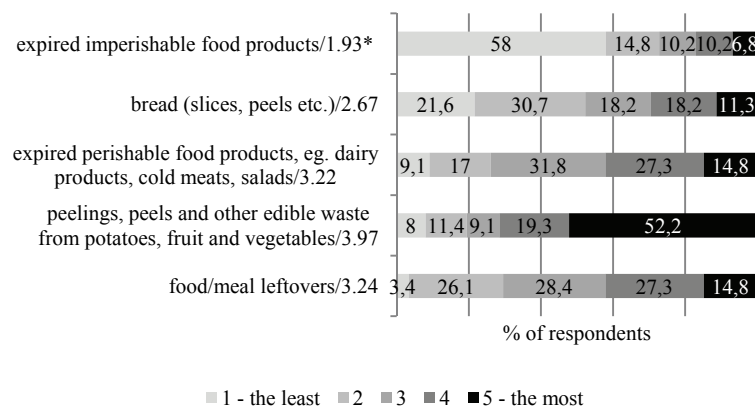 expired imperishable food products/1.93* 58 14,8 10,2 10,2 6,8
bread (slices, peels etc.)/2.67 21,6 30,7 18,2 18,2 11,3
expired perishable food products, eg. dairy
products, cold meats, salads/3.22 9,1 17 31,8 27,3 14,8
peelings, peels and other edible waste
from potatoes, fruit and vegetables/3.97 8 11,4 9,1 19,3 52,2
food/meal leftovers/3.24 3,4 26,1 28,4 27,3 14,8
% of respondents
1 - the least 2 3 4 5 - the most